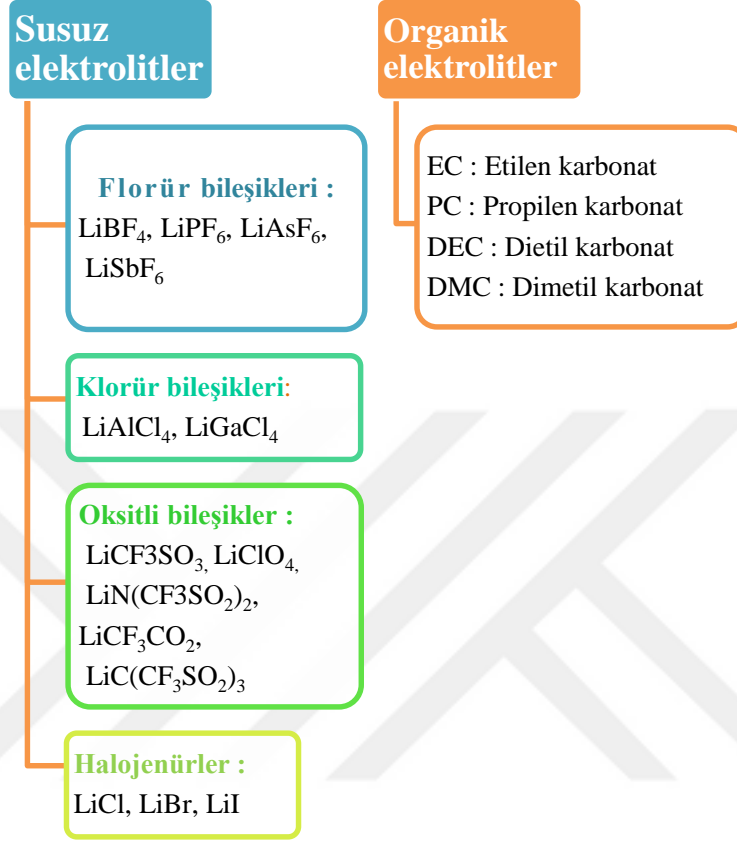 Susuz
elektrolitler
Florür bileşikleri :
LiBF₄, LiPF₆, LiAsF₆,
LiSbF₆
Klorür bileşikleri:
LiAlCl₄, LiGaCl₄
Oksitli bileşikler :
LiCF3SO₃, LiClO₄,
LiN(CF3SO₂)₂,
LiCF₃CO₂,
LiC(CF₃SO₂)₃
Halojenürler :
LiCl, LiBr, LiI
Organik
elektrolitler
EC : Etilen karbonat
PC : Propilen karbonat
DEC : Dietil karbonat
DMC : Dimetil karbonat